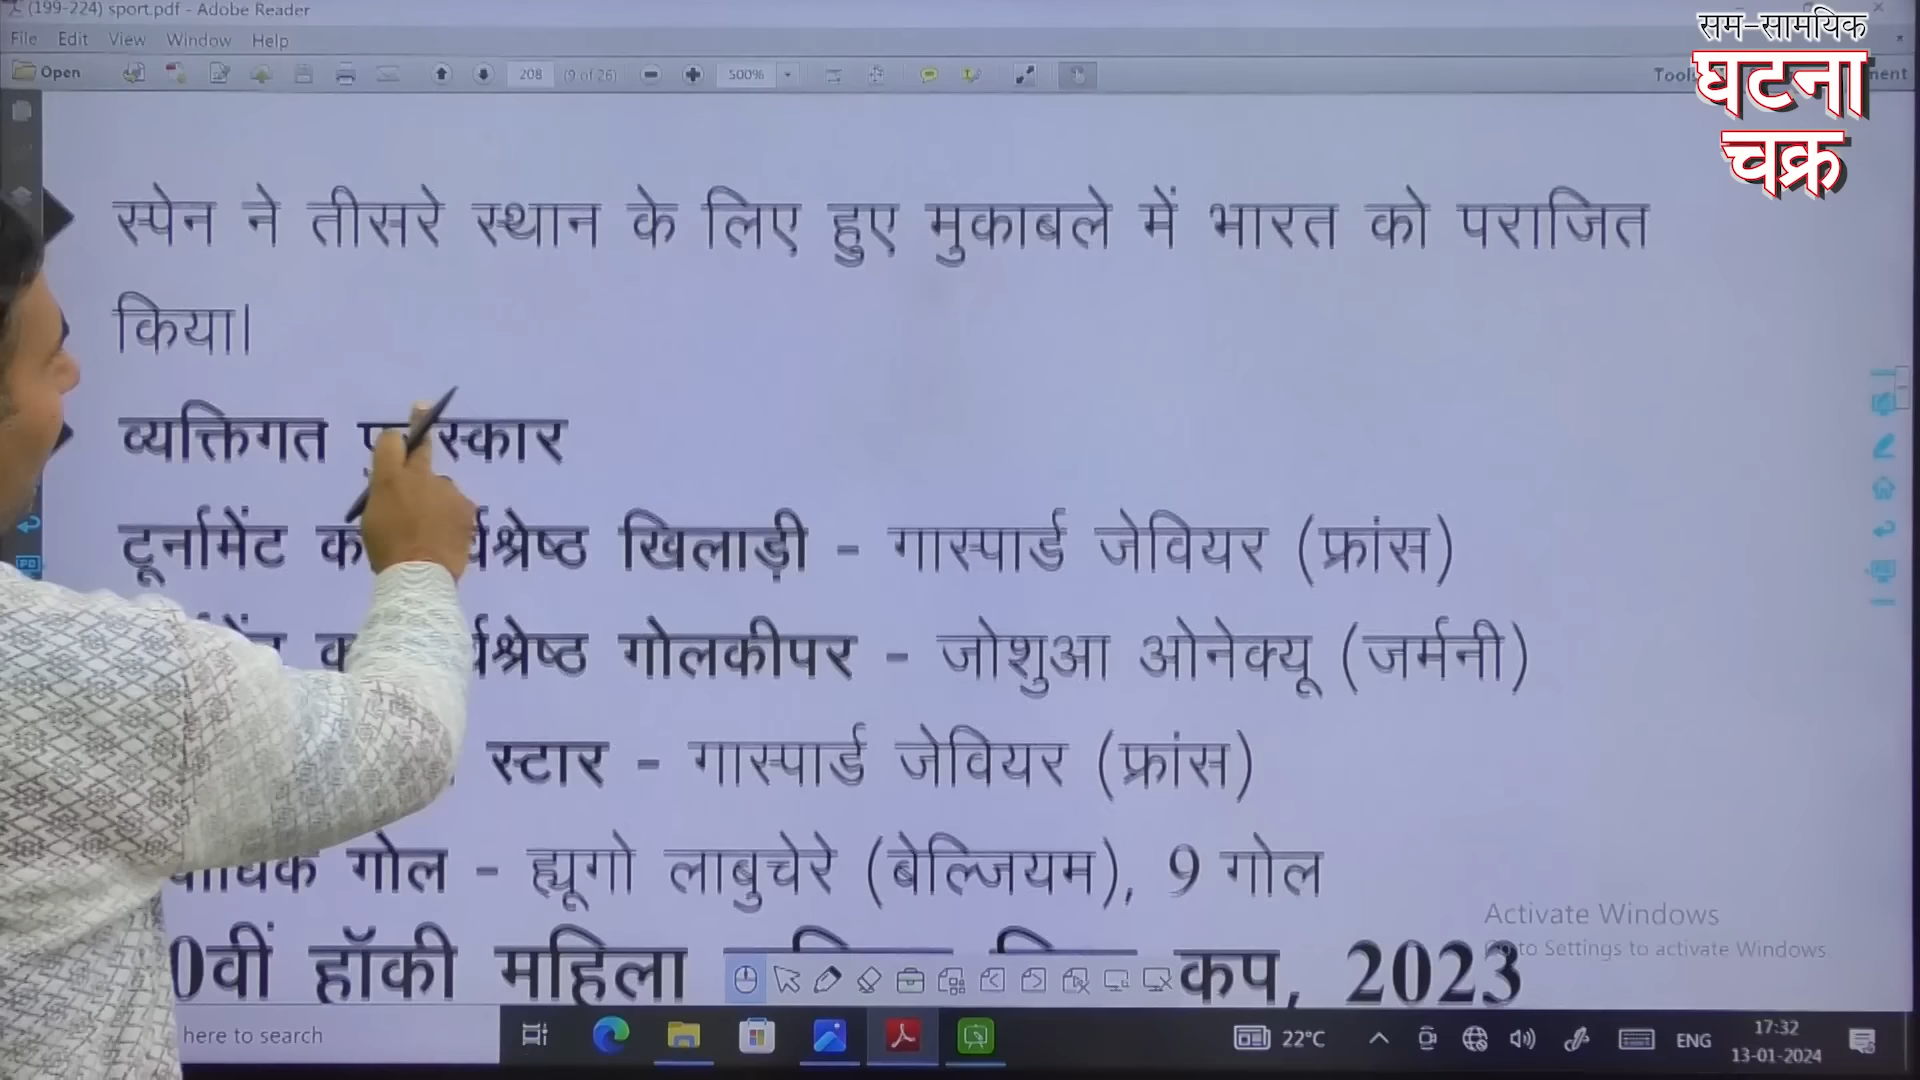 (199-224) sport.pdf - Adobe Reader
File Edit View Window Help
Open 208 (9 of 26) 500%
सम-सामयिक
घटना
चक्र
स्पेन ने तीसरे स्थान के लिए हुए मुकाबले में भारत को पराजित
किया।
व्यक्तिगत
टूर्नामेंट खिलाड़ी - गास्पार्ड जेवियर (फ्रांस)
गोलकीपर - जोशुआ ओनेक्यू (जर्मनी)
स्टार - गास्पार्ड जेवियर (फ्रांस)
गोल - ह्यूगो लाबुचेरे (बेल्जियम), 9 गोल
0वीं हॉकी महिला कप, 2023
Activate Windows
to Settings to activate Windows
here to search
22°C ENG 17:32
13-01-2024